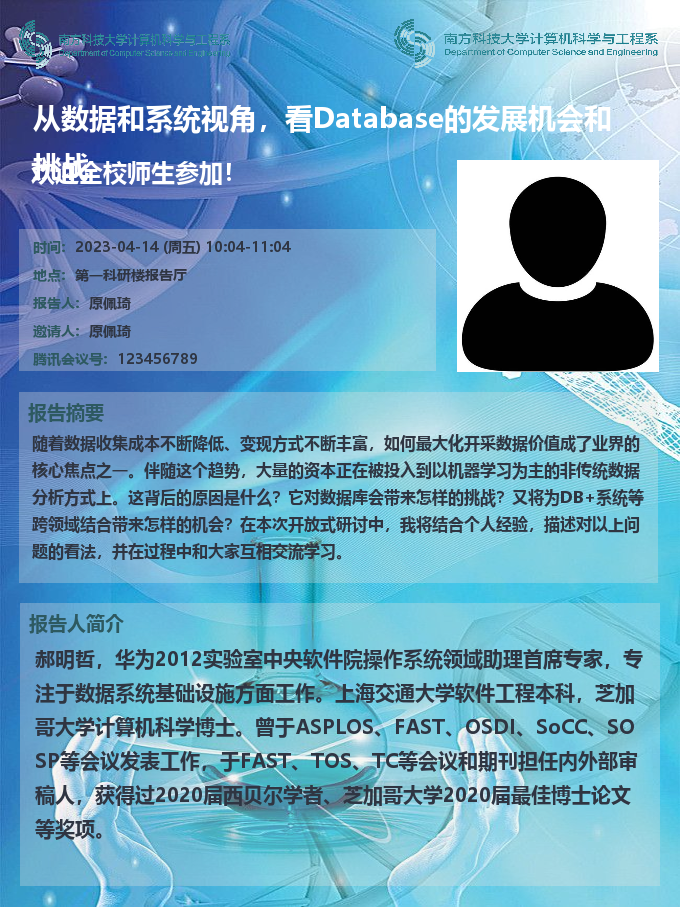 南方科技大学计算机科学与工程系
Department of Computer Science and Engineering
南方科技大学计算机科学与工程系
Department of Computer Science and Engineering
从数据和系统视角，看Database的发展机会和
挑战
欢迎全校师生参加！
时间：2023-04-14 (周五) 10:04-11:04
地点：第一科研楼报告厅
报告人：原佩琦
邀请人：原佩琦
腾讯会议号：123456789
报告摘要
随着数据收集成本不断降低、变现方式不断丰富，如何最大化开采数据价值成了业界的
核心焦点之一。伴随这个趋势，大量的资本正在被投入到以机器学习为主的非传统数据
分析方式上。这背后的原因是什么？它对数据库会带来怎样的挑战？又将为DB+系统等
跨领域结合带来怎样的机会？在本次开放式研讨中，我将结合个人经验，描述对以上问
题的看法，并在过程中和大家互相交流学习。
报告人简介
郝明哲，华为2012实验室中央软件院操作系统领域助理首席专家，专
注于数据系统基础设施方面工作。上海交通大学软件工程本科，芝加
哥大学计算机科学博士。曾于ASPLOS、FAST、OSDI、SoCC、SO
SP等会议发表工作，于FAST、TOS、TC等会议和期刊担任内外部审
稿人，获得过2020届西贝尔学者、芝加哥大学2020届最佳博士论文
等奖项。